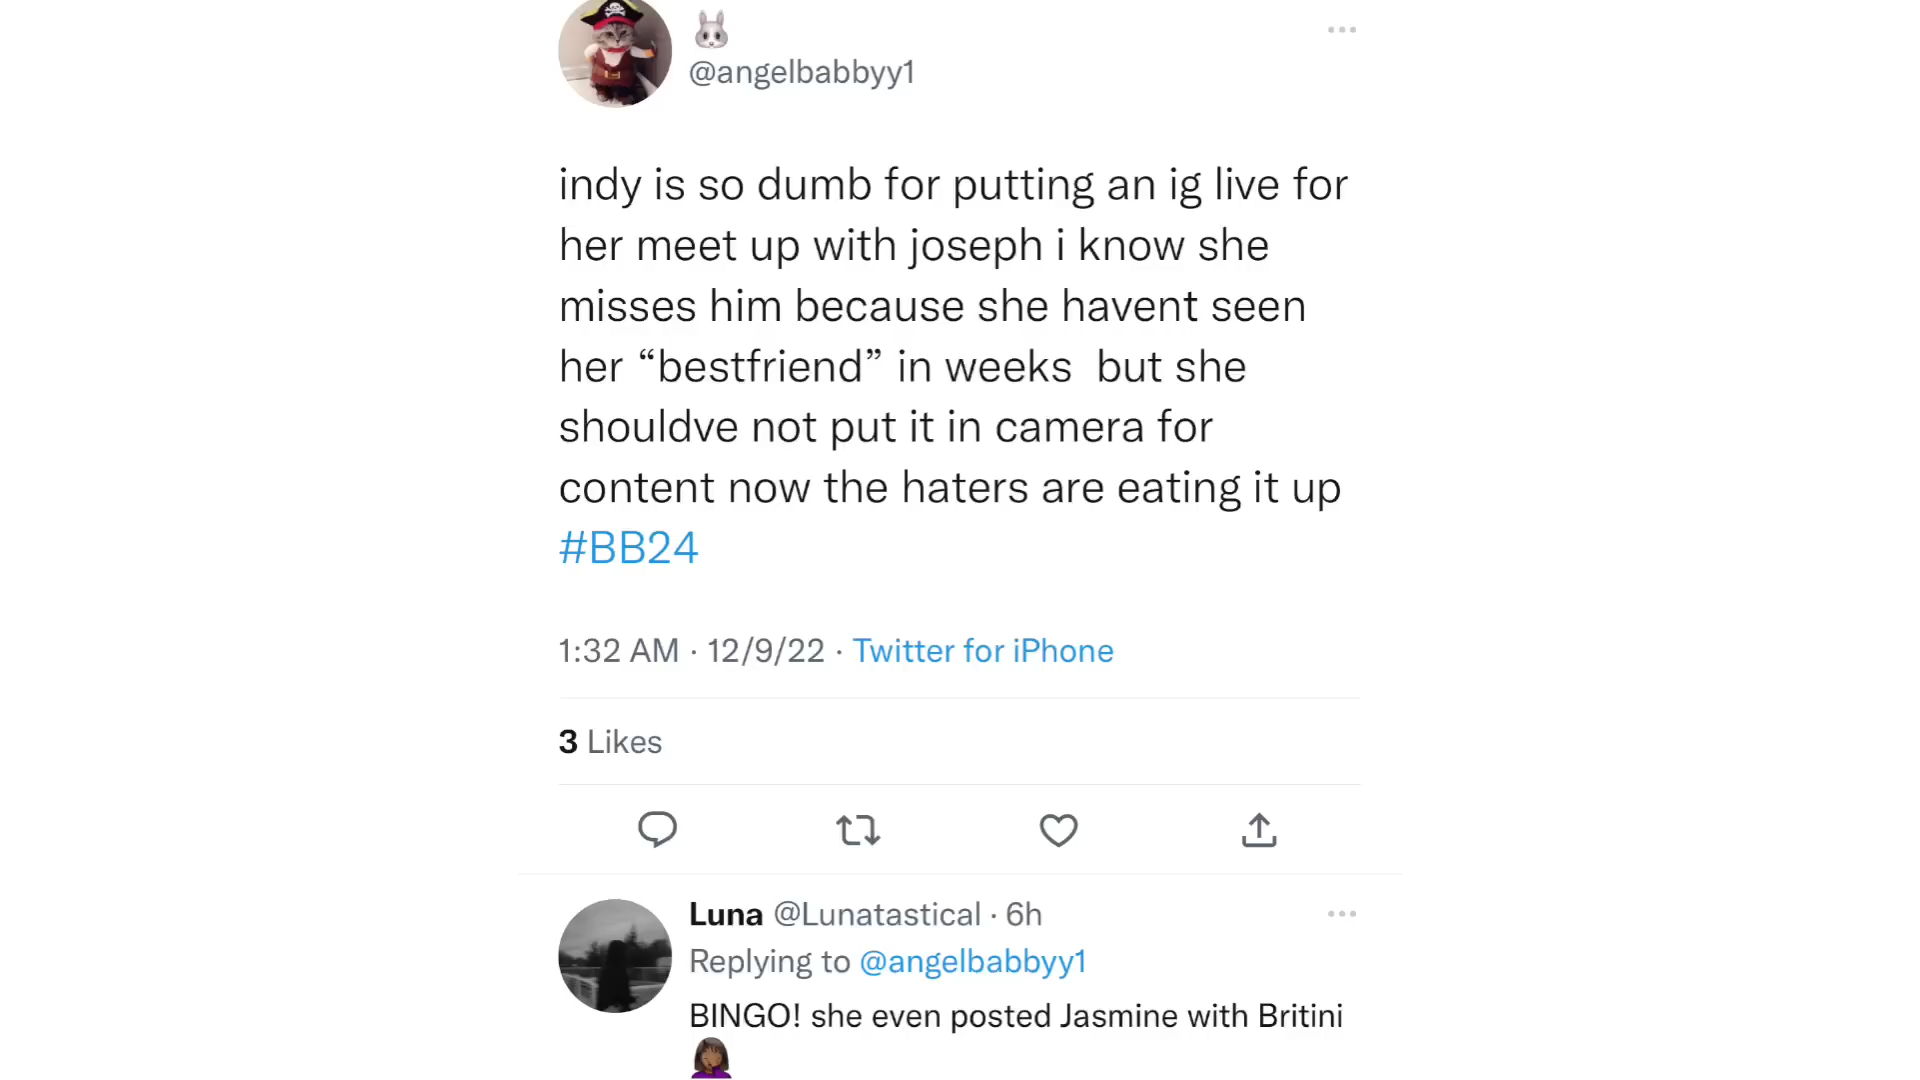 @angelbabbyy1
indy is so dumb for putting an ig live for
her meet up with joseph i know she
misses him because she havent seen
her “bestfriend” in weeks  but she
shouldve not put it in camera for
content now the haters are eating it up
#BB24
1:32 AM · 12/9/22 · Twitter for iPhone
3 Likes
Luna @Lunatastical · 6h
Replying to @angelbabbyy1
BINGO! she even posted Jasmine with Britini